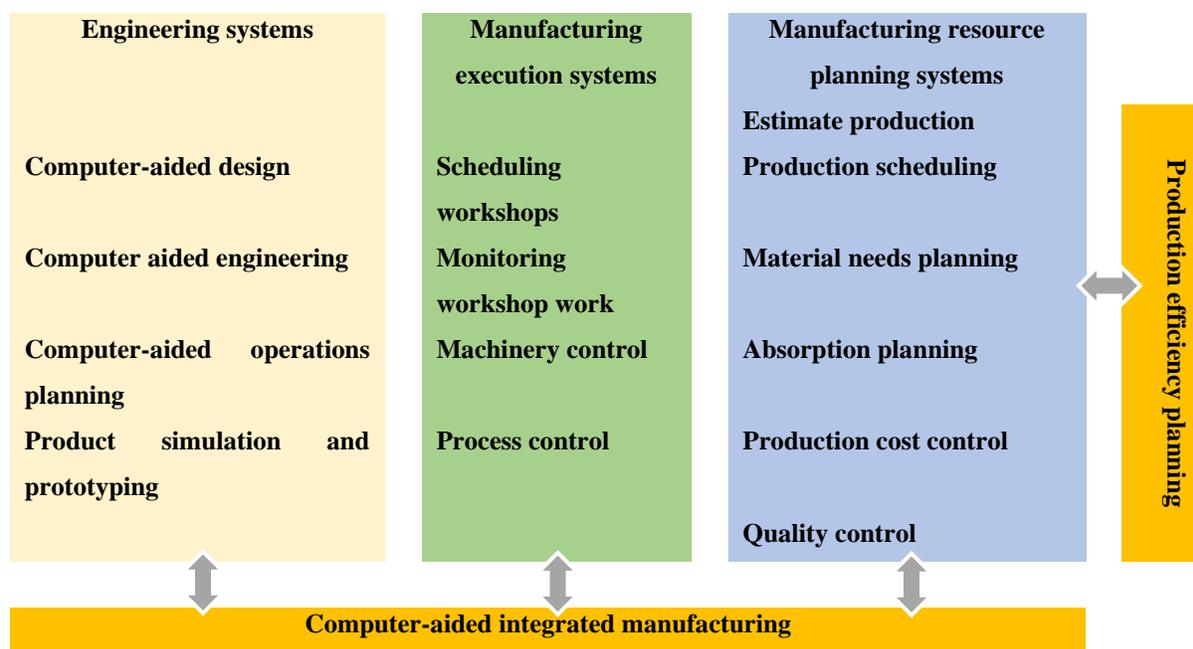 Engineering systems
Computer-aided design
Computer aided engineering
Computer-aided operations
planning
Product simulation and
prototyping
Manufacturing
execution systems
Scheduling
workshops
Monitoring
workshop work
Machinery control
Process control
Manufacturing resource
planning systems
Estimate production
Production scheduling
Material needs planning
Absorption planning
Production cost control
Quality control
Production efficiency planning
Computer-aided integrated manufacturing